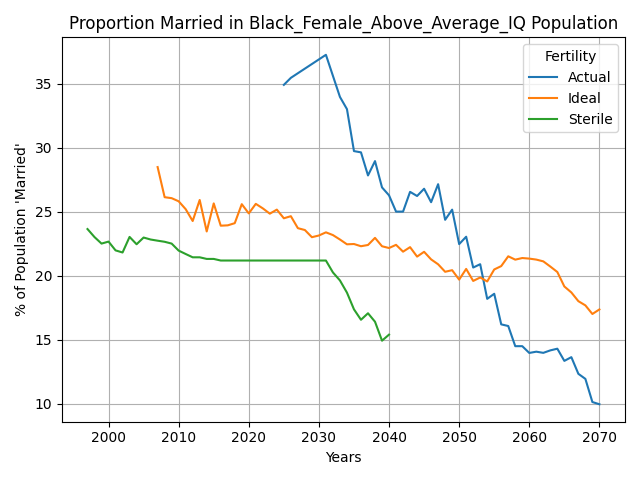 Proportion Married in Black_Female_Above_Average_IQ Population
% of Population 'Married'
35
30
25
20
15
10
Fertility
Actual
Ideal
Sterile
2000 2010 2020 2030 2040 2050 2060 2070
Years